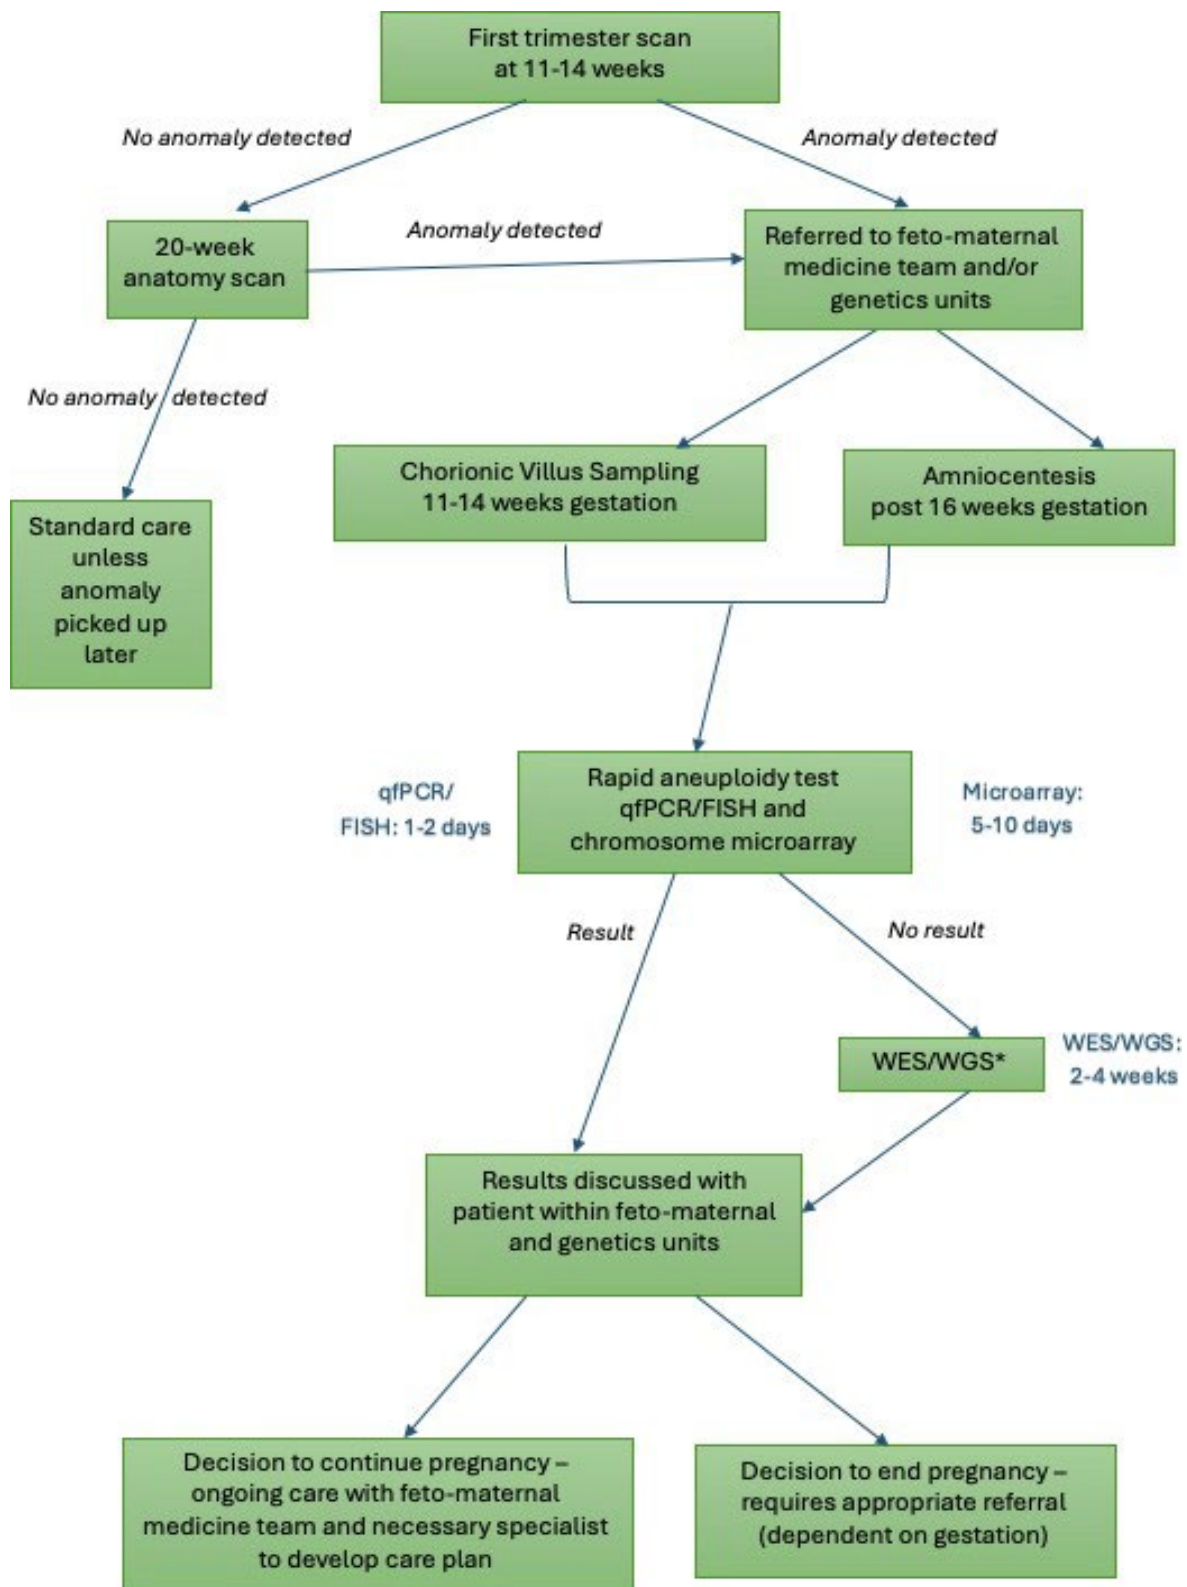 First trimester scan
at 11-14 weeks
No anomaly detected
Anomaly detected
20-week
anatomy scan
Anomaly detected
Referred to feto-maternal
medicine team and/or
genetics units
No anomaly detected
Chorionic Villus Sampling
11-14 weeks gestation
Amniocentesis
post 16 weeks gestation
Standard care
unless
anomaly
picked up
later
qfPCR/
FISH: 1-2 days
Rapid aneuploidy test
qfPCR/FISH and
chromosome microarray
Microarray:
5-10 days
Result
No result
WES/WGS*
WES/WGS:
2-4 weeks
Results discussed with
patient within feto-maternal
and genetics units
Decision to continue pregnancy –
ongoing care with feto-maternal
medicine team and necessary specialist
to develop care plan
Decision to end pregnancy –
requires appropriate referral
(dependent on gestation)